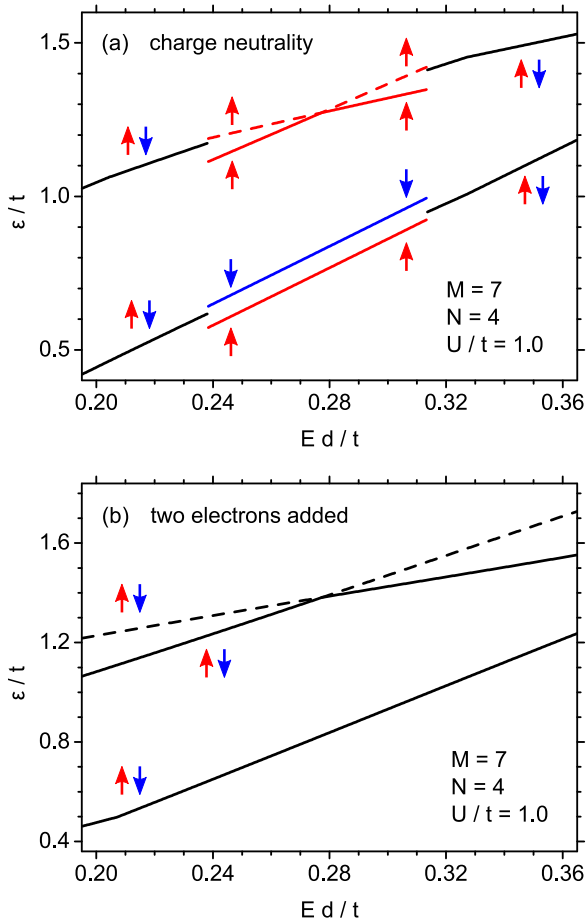 (a) charge neutrality
1.5
1.0
0.5
ε / t
M = 7
N = 4
U / t = 1.0
0.20 0.24 0.28 0.32 0.36
E d / t
(b) two electrons added
1.6
1.2
0.8
0.4
ε / t
M = 7
N = 4
U / t = 1.0
0.20 0.24 0.28 0.32 0.36
E d / t